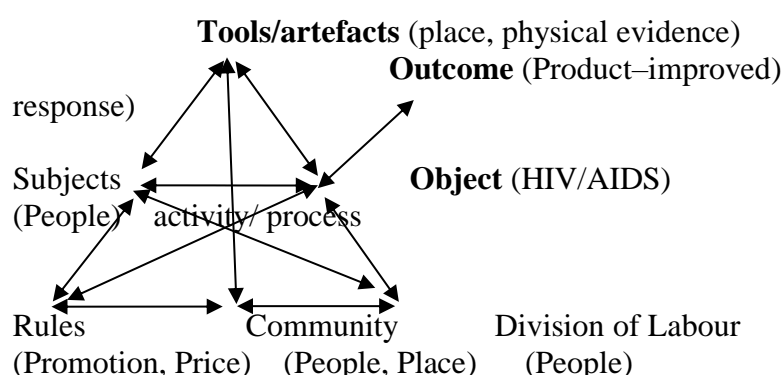 Tools/artefacts (place, physical evidence)
Outcome (Product–improved)
response)
Subjects Object (HIV/AIDS)
(People) activity/ process
Rules Community Division of Labour
(Promotion, Price) (People, Place) (People)